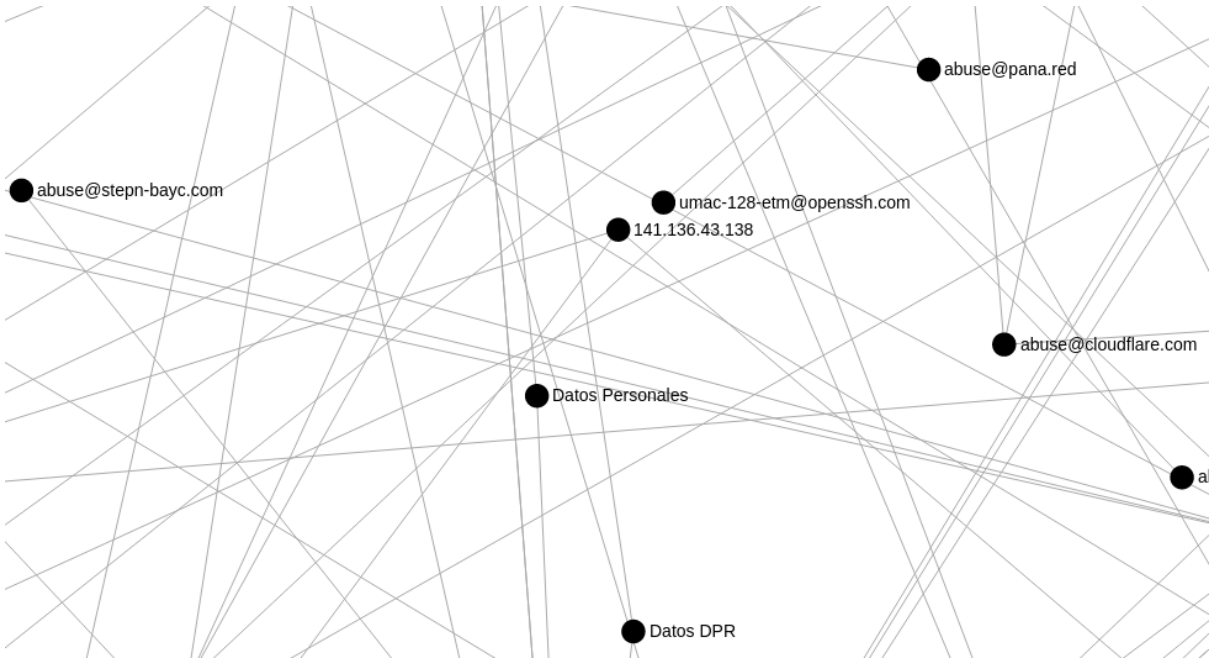 abuse@pana.red
abuse@stepn-bayc.com
umac-128-etm@openssh.com
141.136.43.138
abuse@cloudflare.com
Datos Personales
Datos DPR